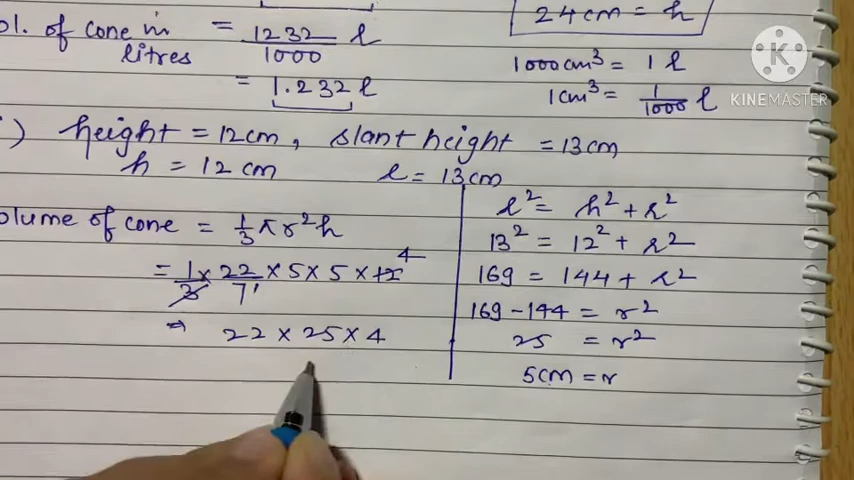 ol. of cone in = 1232/1000 l
litres
= 1.232 l
24cm = h
1000cm³ = 1 l
1cm³ = 1/1000 l
K
KINEMASTER
) height = 12cm, slant height = 13cm
h = 12 cm l = 13cm
olume of cone = 1/3 π r²h
= 1/3 × 22/7 × 5 × 5 × 12 4
⇒ 22 × 25 × 4
l² = h² + r²
13² = 12² + r²
169 = 144 + r²
169 - 144 = r²
25 = r²
5cm = r